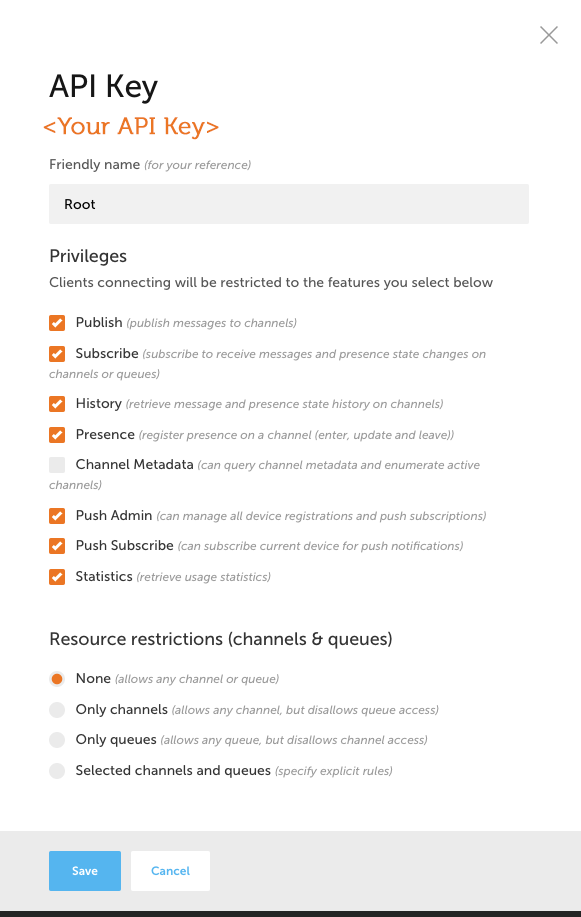 API Key
<Your API Key>
Friendly name (for your reference)
Root
Privileges
Clients connecting will be restricted to the features you select below
Publish (publish messages to channels)
Subscribe (subscribe to receive messages and presence state changes on
channels or queues)
History (retrieve message and presence state history on channels)
Presence (register presence on a channel (enter, update and leave))
Channel Metadata (can query channel metadata and enumerate active
channels)
Push Admin (can manage all device registrations and push subscriptions)
Push Subscribe (can subscribe current device for push notifications)
Statistics (retrieve usage statistics)
Resource restrictions (channels & queues)
None (allows any channel or queue)
Only channels (allows any channel, but disallows queue access)
Only queues (allows any queue, but disallows channel access)
Selected channels and queues (specify explicit rules)
Save Cancel